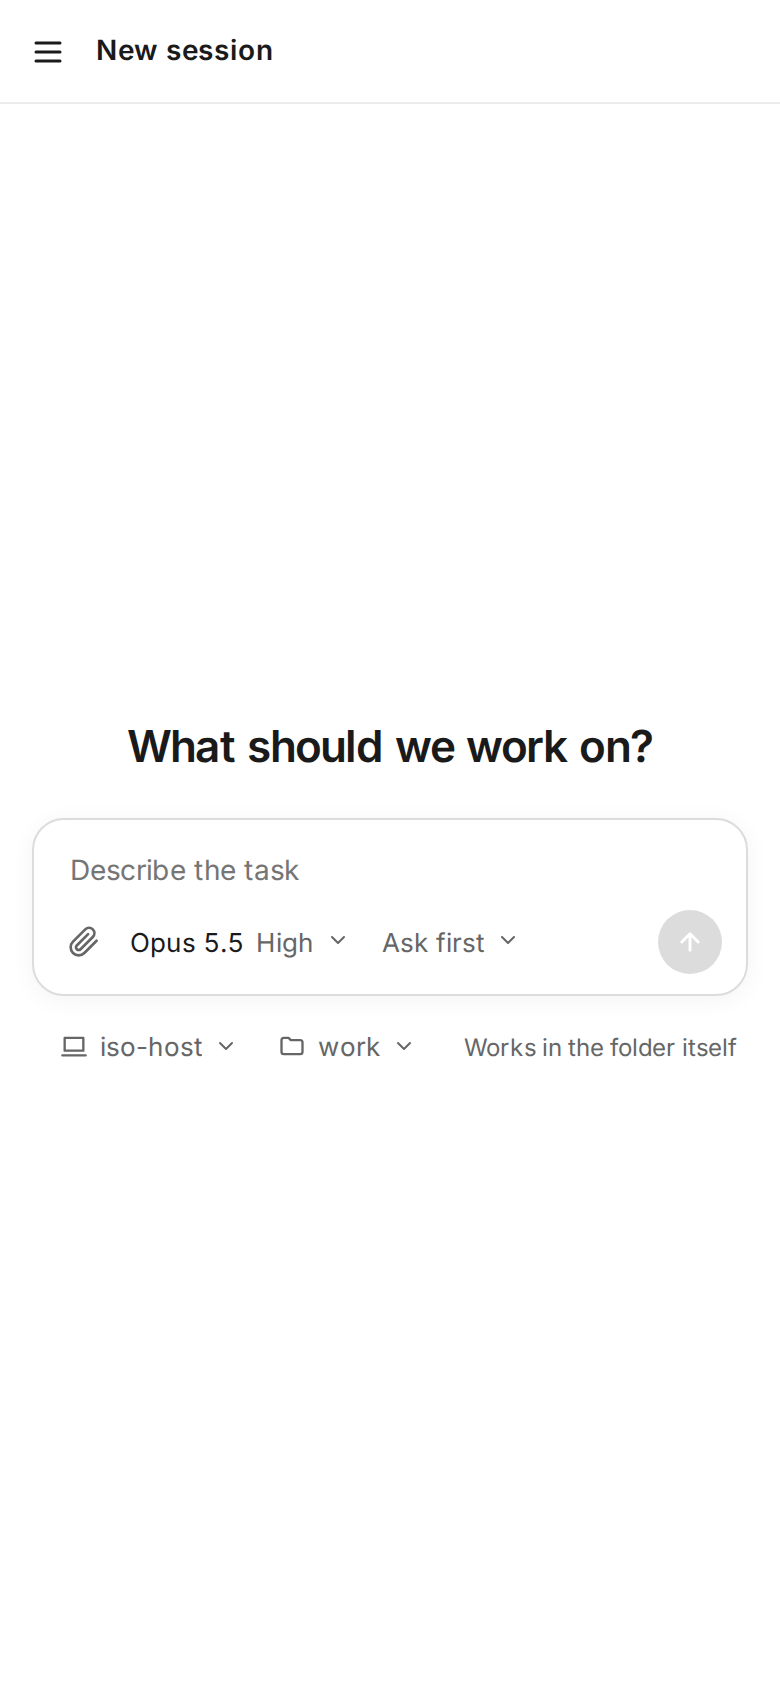 New session
What should we work on?
Describe the task
Opus 5.5 High Ask first
iso-host work Works in the folder itself